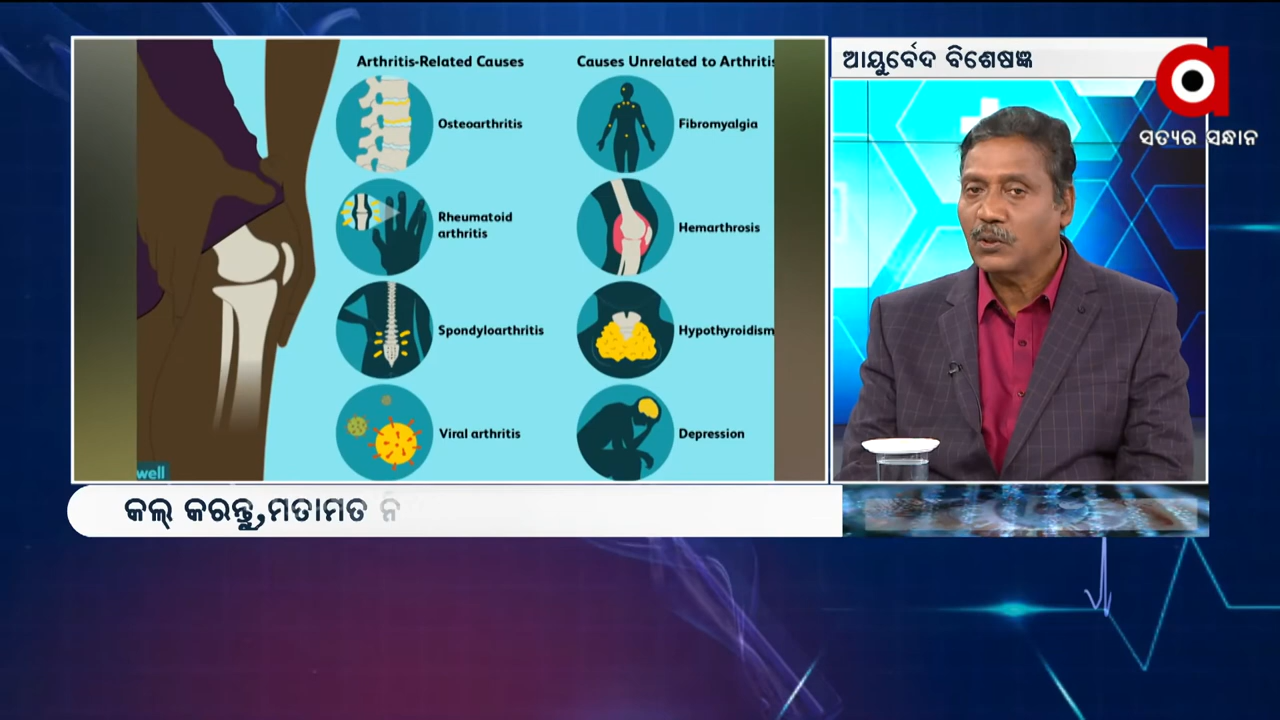 Arthritis-Related Causes
Causes Unrelated to Arthritis
Osteoarthritis
Fibromyalgia
Rheumatoid
arthritis
Hemarthrosis
Spondyloarthritis
Hypothyroidism
Viral arthritis
Depression
well
ଆୟୁର୍ବେଦ ବିଶେଷଜ୍ଞ
ସତ୍ୟର ସନ୍ଧାନ
କଲ୍ କରନ୍ତୁ,ମତାମତ ନି